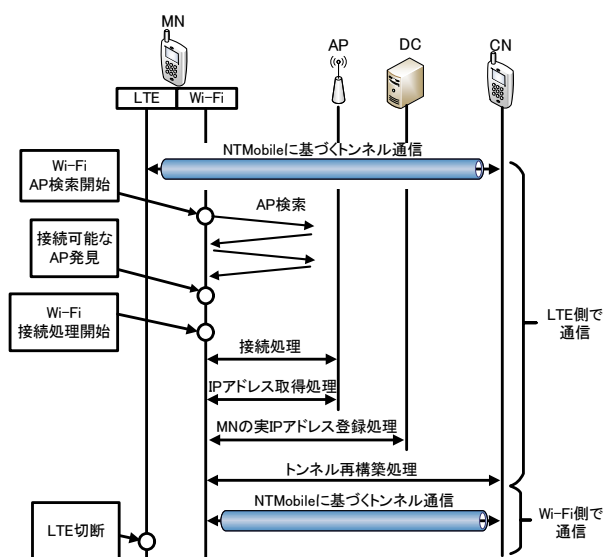 MN
AP
DC
CN
LTE
Wi-Fi
NTMobileに基づくトンネル通信
Wi-Fi
AP検索開始
AP検索
接続可能な
AP発見
Wi-Fi
接続処理開始
LTE側で
通信
接続処理
IPアドレス取得処理
MNの実IPアドレス登録処理
トンネル再構築処理
NTMobileに基づくトンネル通信
Wi-Fi側で
通信
LTE切断